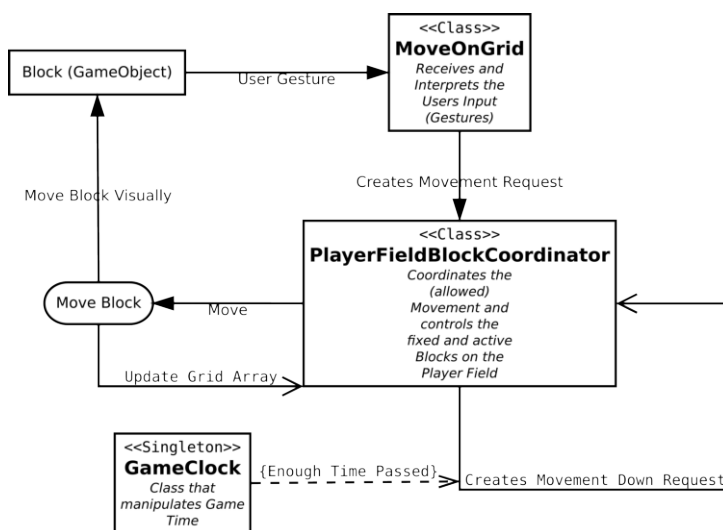 <<Class>>
MoveOnGrid
Receives and
Interprets the
Users Input
(Gestures)
Block (GameObject)
User Gesture
Creates Movement Request
Move Block Visually
<<Class>>
PlayerFieldBlockCoordinator
Coordinates the
(allowed)
Movement and
controls the
fixed and active
Blocks on the
Player Field
Move Block
Move
Update Grid Array
<<Singleton>>
GameClock
Class that
manipulates Game
Time
{Enough Time Passed}
Creates Movement Down Request